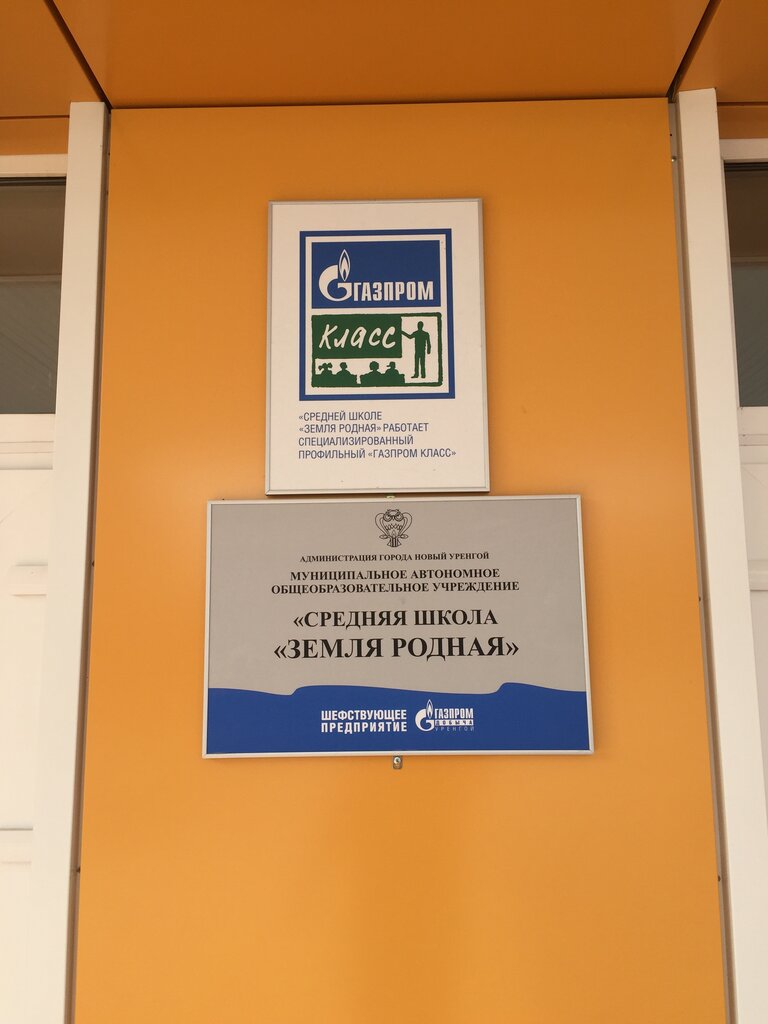 ГАЗПРОМ
Класс
«СРЕДНЕЙ ШКОЛЕ
«ЗЕМЛЯ РОДНАЯ» РАБОТАЕТ
СПЕЦИАЛИЗИРОВАННЫЙ
ПРОФИЛЬНЫЙ «ГАЗПРОМ КЛАСС»
АДМИНИСТРАЦИЯ ГОРОДА НОВЫЙ УРЕНГОЙ
МУНИЦИПАЛЬНОЕ АВТОНОМНОЕ
ОБЩЕОБРАЗОВАТЕЛЬНОЕ УЧРЕЖДЕНИЕ
«СРЕДНЯЯ ШКОЛА
«ЗЕМЛЯ РОДНАЯ»
ШЕФСТВУЮЩЕЕ
ПРЕДПРИЯТИЕ
ГАЗПРОМ
ДОБЫЧА
УРЕНГОЙ